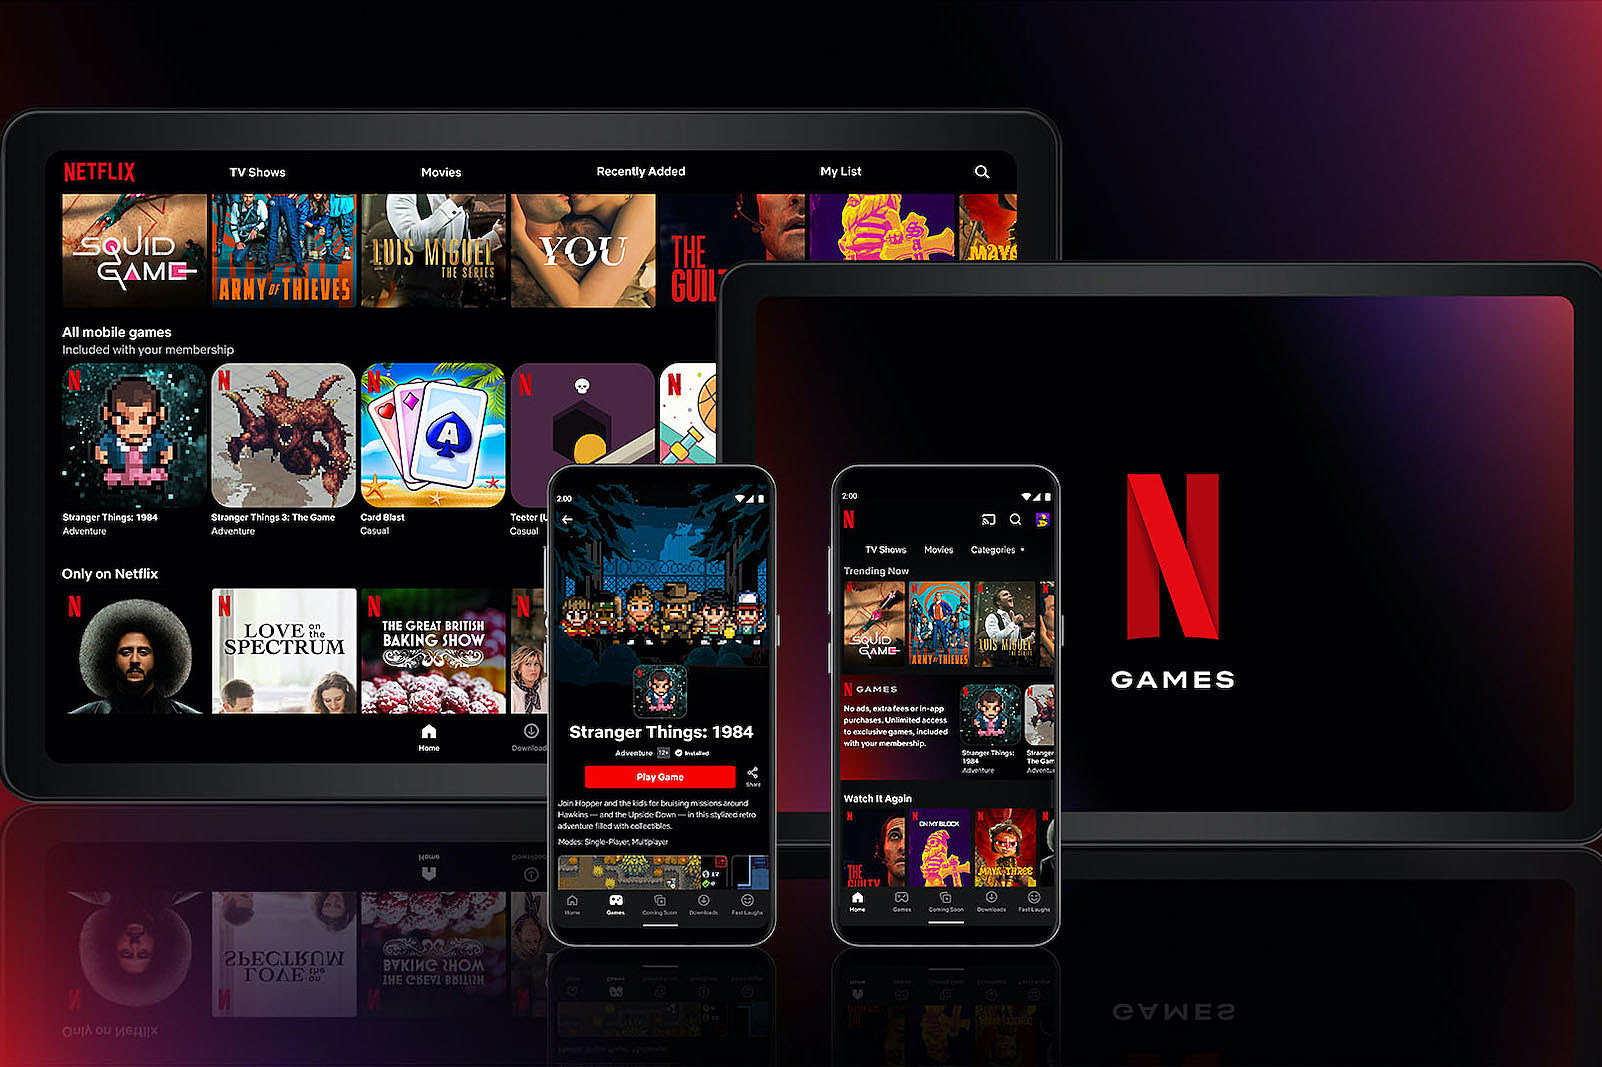 NETFLIX
TV Shows
Movies
Recently Added
My List
SQUID
GAME
ARMY OF THIEVES
LUIS MIGUEL
THE SERIES
YOU
THE
All mobile games
Included with your membership
N
N
N
A
N
N
Stranger Things: 1984
Adventure
Stranger Things 3: The Game
Adventure
Card Blast
Casual
Teeter
Casual
Only on Netflix
N
N
LOVE on the
SPECTRUM
N
THE GREAT BRITISH
BAKING SHOW
N
Home
2:00
Stranger Things: 1984
Adventure 12+ Installed
Play Game
Share
Join Hopper and the kids for bruising missions around
Hawkins — and the Upside Down — in this stylized retro
adventure filled with collectibles.
Modes: Single-Player, Multiplayer
17
Home
Games
Coming Soon
Downloads
Fast Laughs
2:00
N
TV Shows
Movies
Categories
Trending Now
SQUID
GAME
ARMY OF THIEVES
LUIS MIGUEL
N GAMES
No ads, extra fees or in-app
purchases. Unlimited access
to exclusive games, included
with your membership.
Stranger Things:
1984
Adventure
Stranger
The Gam
Watch It Again
THE
GUILTY
ON MY BLOCK
MAYA AND THE THREE
Home
Games
Coming Soon
Downloads
Fast Laughs
N
GAMES